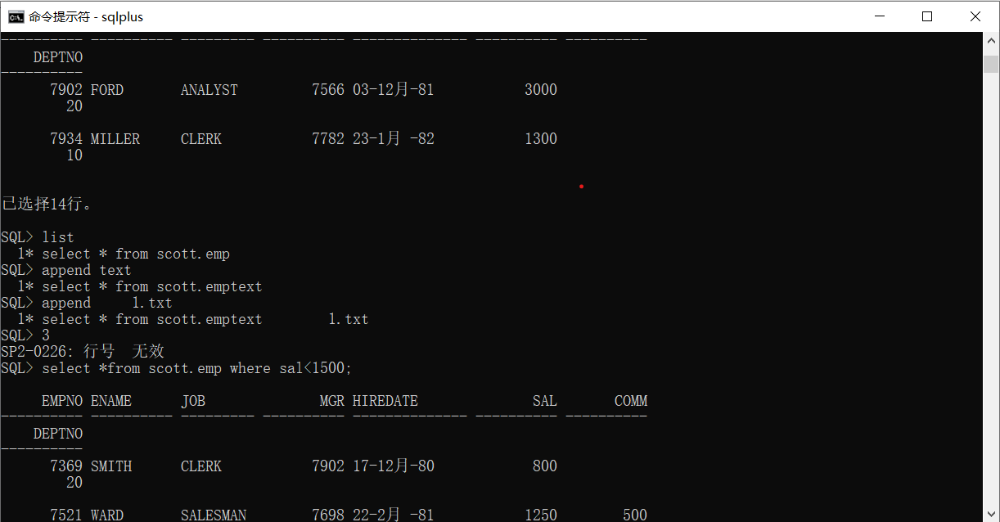 命令提示符 - sqlplus
---------- ---------- --------- ---------- -------------- ---------- ----------
    DEPTNO
----------
      7902 FORD       ANALYST         7566 03-12月-81           3000
        20

      7934 MILLER     CLERK           7782 23-1月 -82           1300
        10

已选择14行。

SQL> list
  1* select * from scott.emp
SQL> append text
  1* select * from scott.emptext
SQL> append     1.txt
  1* select * from scott.emptext        1.txt
SQL> 3
SP2-0226: 行号  无效
SQL> select *from scott.emp where sal<1500;

     EMPNO ENAME      JOB              MGR HIREDATE              SAL       COMM
---------- ---------- --------- ---------- -------------- ---------- ----------
    DEPTNO
----------
      7369 SMITH      CLERK           7902 17-12月-80            800
        20

      7521 WARD       SALESMAN        7698 22-2月 -81           1250        500